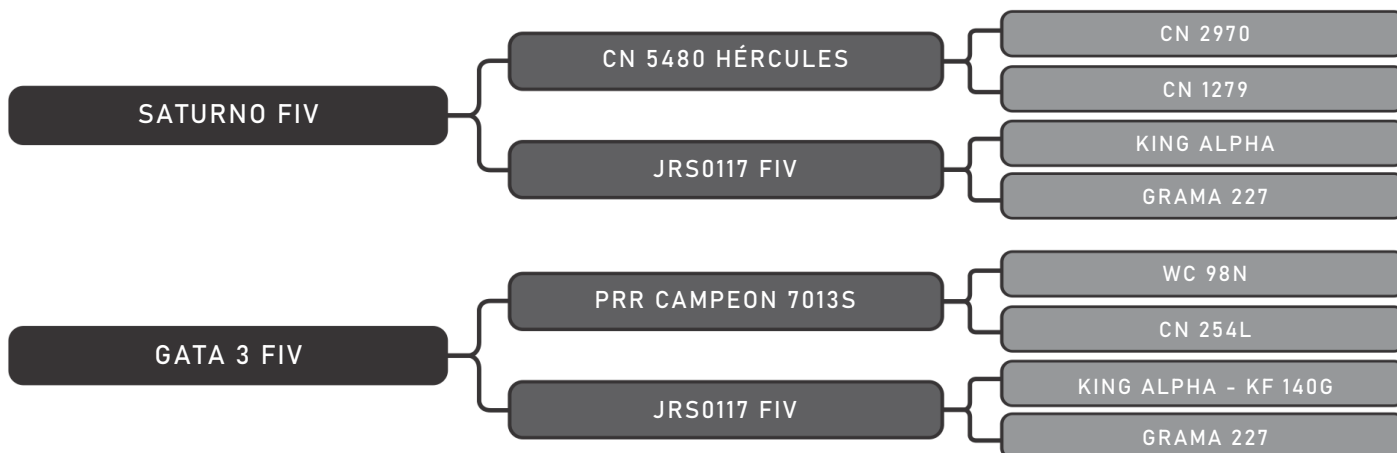 CN 2970
CN 5480 HÉRCULES
CN 1279
SATURNO FIV
KING ALPHA
JRS0117 FIV
GRAMA 227
WC 98N
PRR CAMPEON 7013S
CN 254L
GATA 3 FIV
KING ALPHA - KF 140G
JRS0117 FIV
GRAMA 227